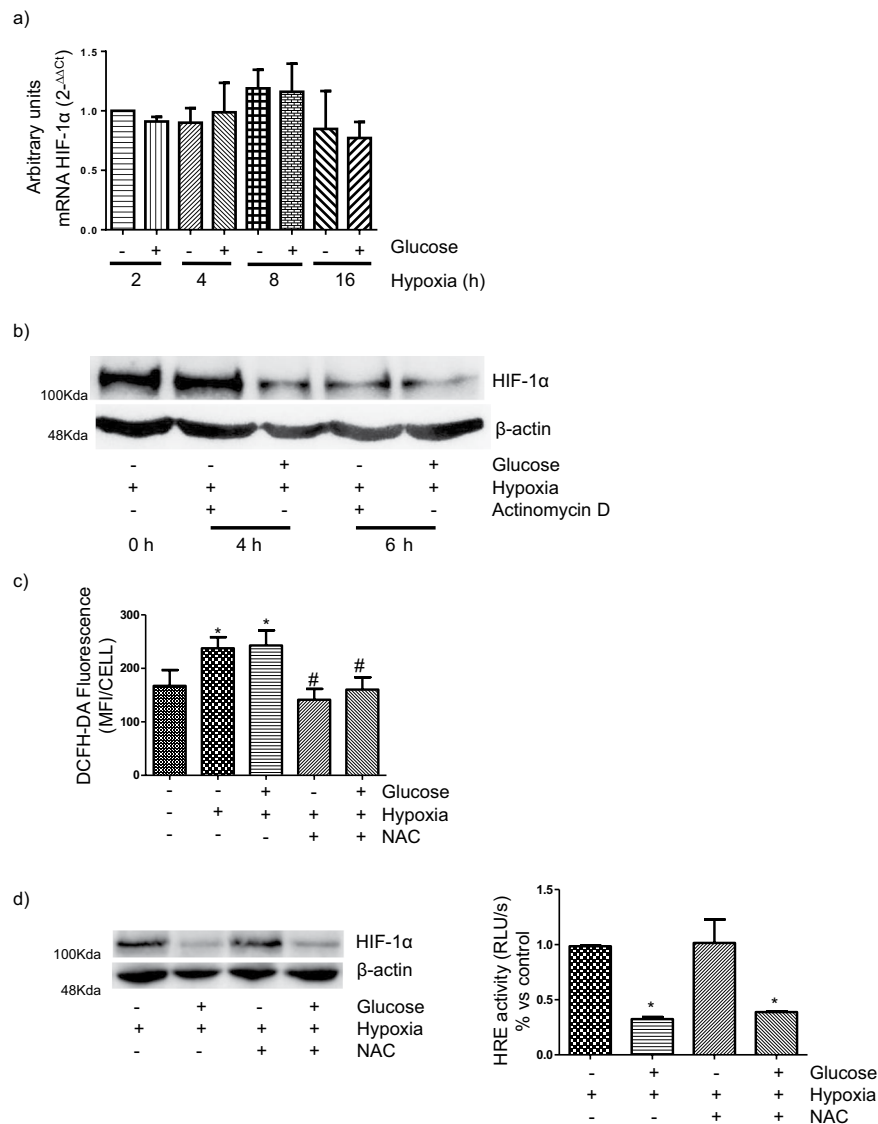 a)
Arbitrary units
mRNA HIF-1α (2-ΔΔCt)
1.5
1.0
0.5
0.0
- + - + - + - + Glucose
2 4 8 16 Hypoxia (h)
b)
HIF-1α
100Kda
β-actin
48Kda
- - + - + Glucose
+ + + + + Hypoxia
- + - + - Actinomycin D
0 h 4 h 6 h
c)
DCFH-DA Fluorescence
(MFI/CELL)
300
200
100
0
* * # #
- - + - + Glucose
- + + + + Hypoxia
- - - + + NAC
d)
HIF-1α
100Kda
β-actin
48Kda
- + - + Glucose
+ + + + Hypoxia
- - + + NAC
HRE activity (RLU/s)
% vs control
1.5
1.0
0.5
0.0
* *
- + - + Glucose
+ + + + Hypoxia
- - + + NAC